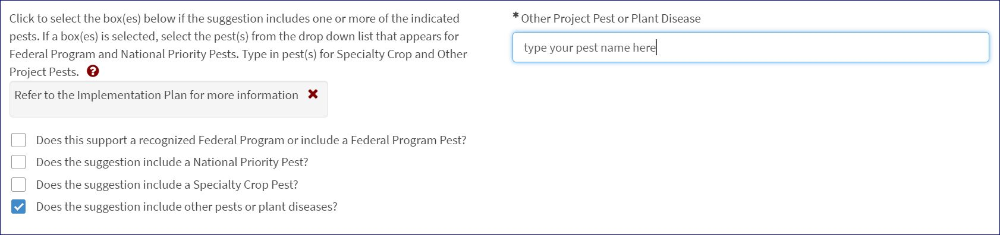 Click to select the box(es) below if the suggestion includes one or more of the indicated
pests. If a box(es) is selected, select the pest(s) from the drop down list that appears for
Federal Program and National Priority Pests. Type in pest(s) for Specialty Crop and Other
Project Pests. ?
Refer to the Implementation Plan for more information
Does this support a recognized Federal Program or include a Federal Program Pest?
Does the suggestion include a National Priority Pest?
Does the suggestion include a Specialty Crop Pest?
Does the suggestion include other pests or plant diseases?
* Other Project Pest or Plant Disease
type your pest name here